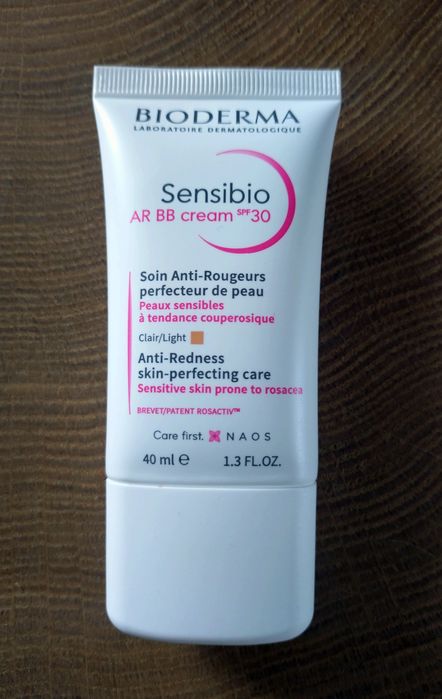 BIODERMA
LABORATOIRE DERMATOLOGIQUE
Sensibio
AR BB cream SPF30
Soin Anti-Rougeurs
perfecteur de peau
Peaux sensibles
à tendance couperosique
Clair/Light
Anti-Redness
skin-perfecting care
Sensitive skin prone to rosacea
BREVET/PATENT ROSACTIV™
Care first. NAOS
40 ml e 1.3 FL.OZ.